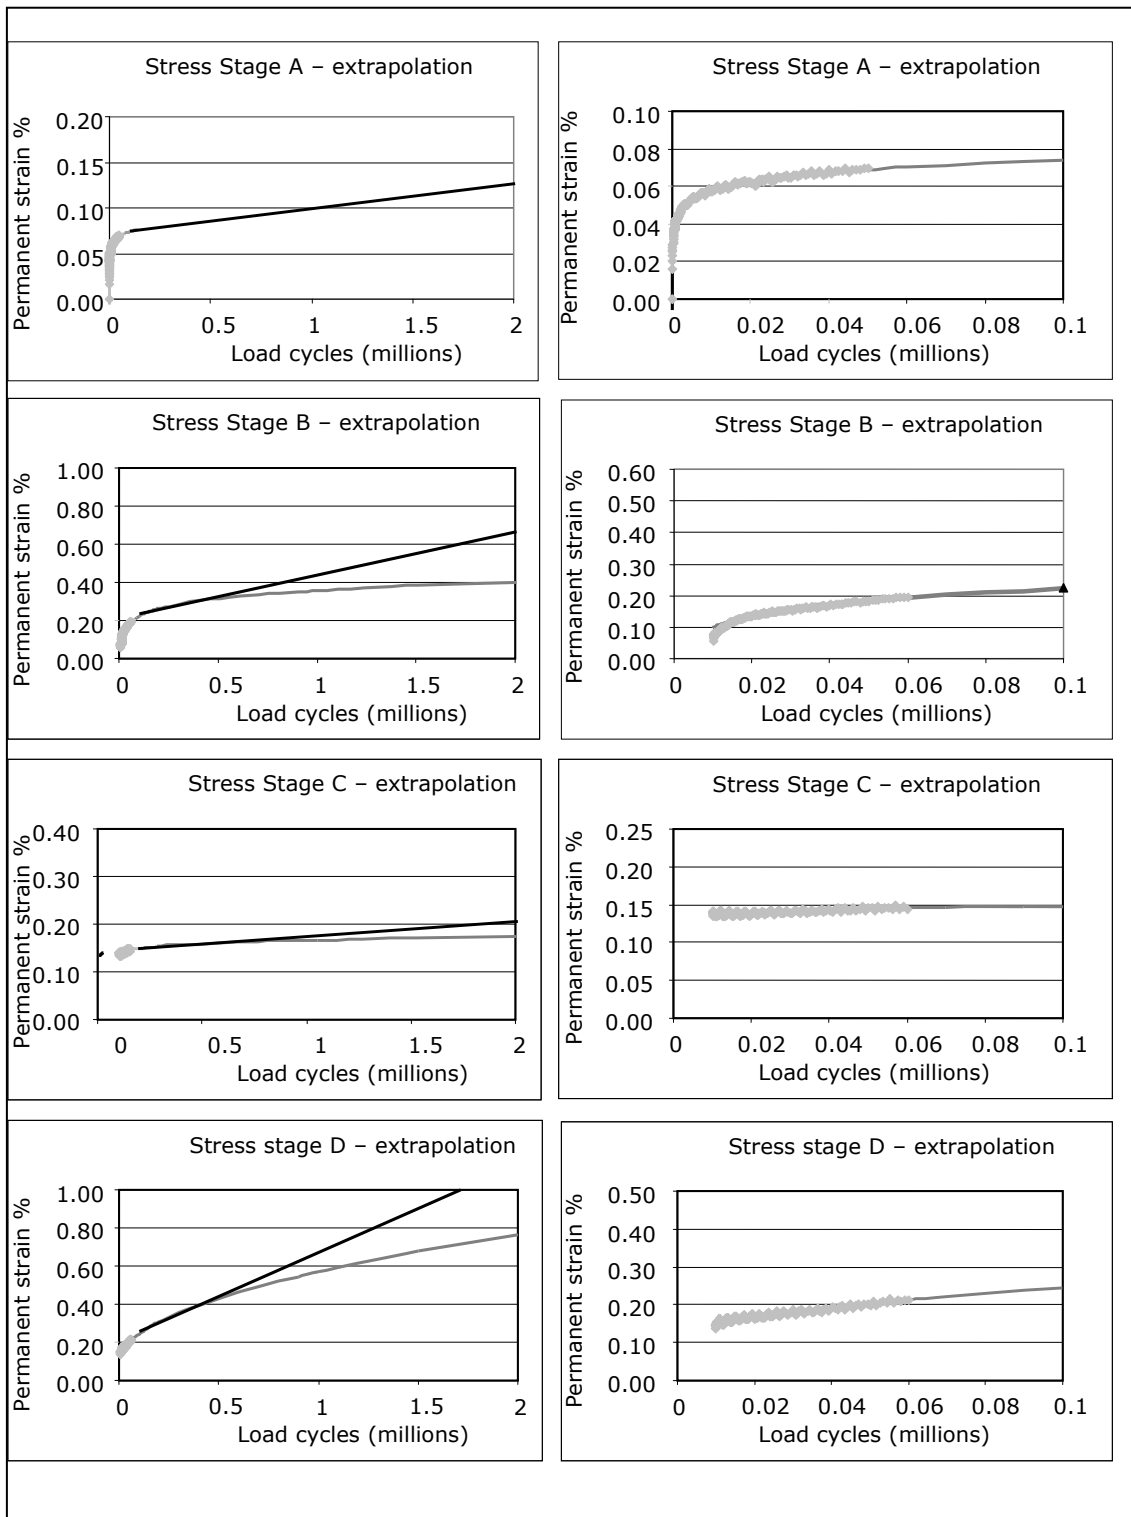 Stress Stage A – extrapolation
Permanent strain %
0.20
0.15
0.10
0.05
0.00
0 0.5 1 1.5 2
Load cycles (millions)
Stress Stage A – extrapolation
Permanent strain %
0.10
0.08
0.06
0.04
0.02
0.00
0 0.02 0.04 0.06 0.08 0.1
Load cycles (millions)
Stress Stage B – extrapolation
Permanent strain %
1.00
0.80
0.60
0.40
0.20
0.00
0 0.5 1 1.5 2
Load cycles (millions)
Stress Stage B – extrapolation
Permanent strain %
0.60
0.50
0.40
0.30
0.20
0.10
0.00
0 0.02 0.04 0.06 0.08 0.1
Load cycles (millions)
Stress Stage C – extrapolation
Permanent strain %
0.40
0.30
0.20
0.10
0.00
0 0.5 1 1.5 2
Load cycles (millions)
Stress Stage C – extrapolation
Permanent strain %
0.25
0.20
0.15
0.10
0.05
0.00
0 0.02 0.04 0.06 0.08 0.1
Load cycles (millions)
Stress stage D – extrapolation
Permanent strain %
1.00
0.80
0.60
0.40
0.20
0.00
0 0.5 1 1.5 2
Load cycles (millions)
Stress stage D – extrapolation
Permanent strain %
0.50
0.40
0.30
0.20
0.10
0.00
0 0.02 0.04 0.06 0.08 0.1
Load cycles (millions)